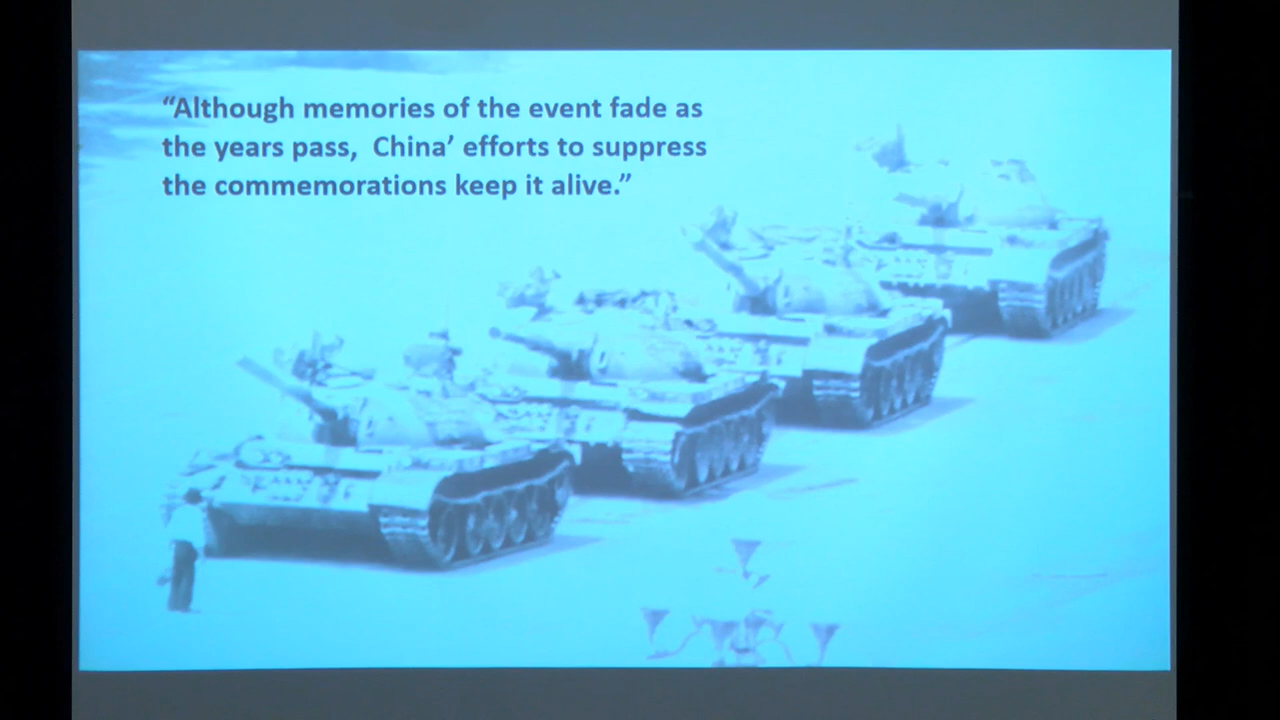 “Although memories of the event fade as
the years pass,  China’ efforts to suppress
the commemorations keep it alive.”